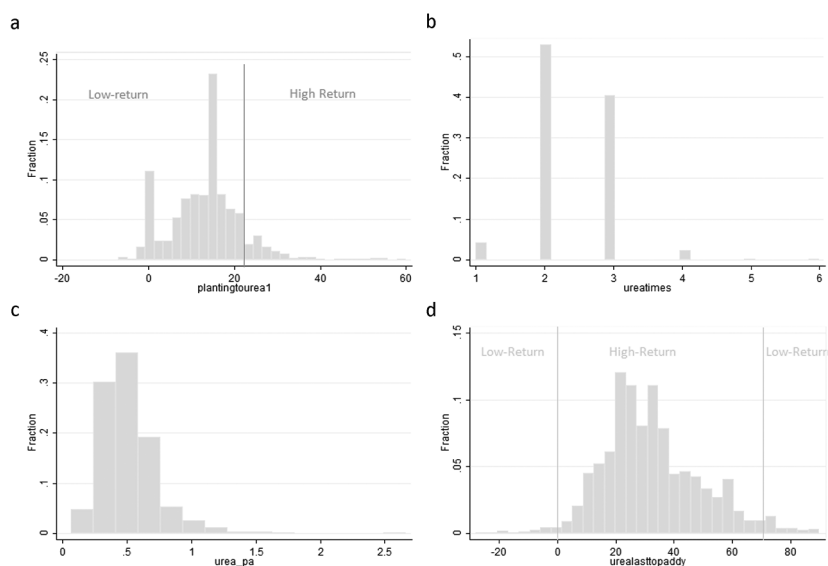 a
.25
.2
.15
.1
.05
0
Fraction
Low-return
High Return
-20
0
20
40
60
plantingtourea1
b
.5
.4
.3
.2
.1
0
Fraction
1
2
3
4
5
6
ureatimes
c
.4
.3
.2
.1
0
Fraction
0
.5
1
1.5
2
2.5
urea_pa
d
.15
.1
.05
0
Fraction
Low-Return
High-Return
Low-Return
-20
0
20
40
60
80
urealasttopaddy